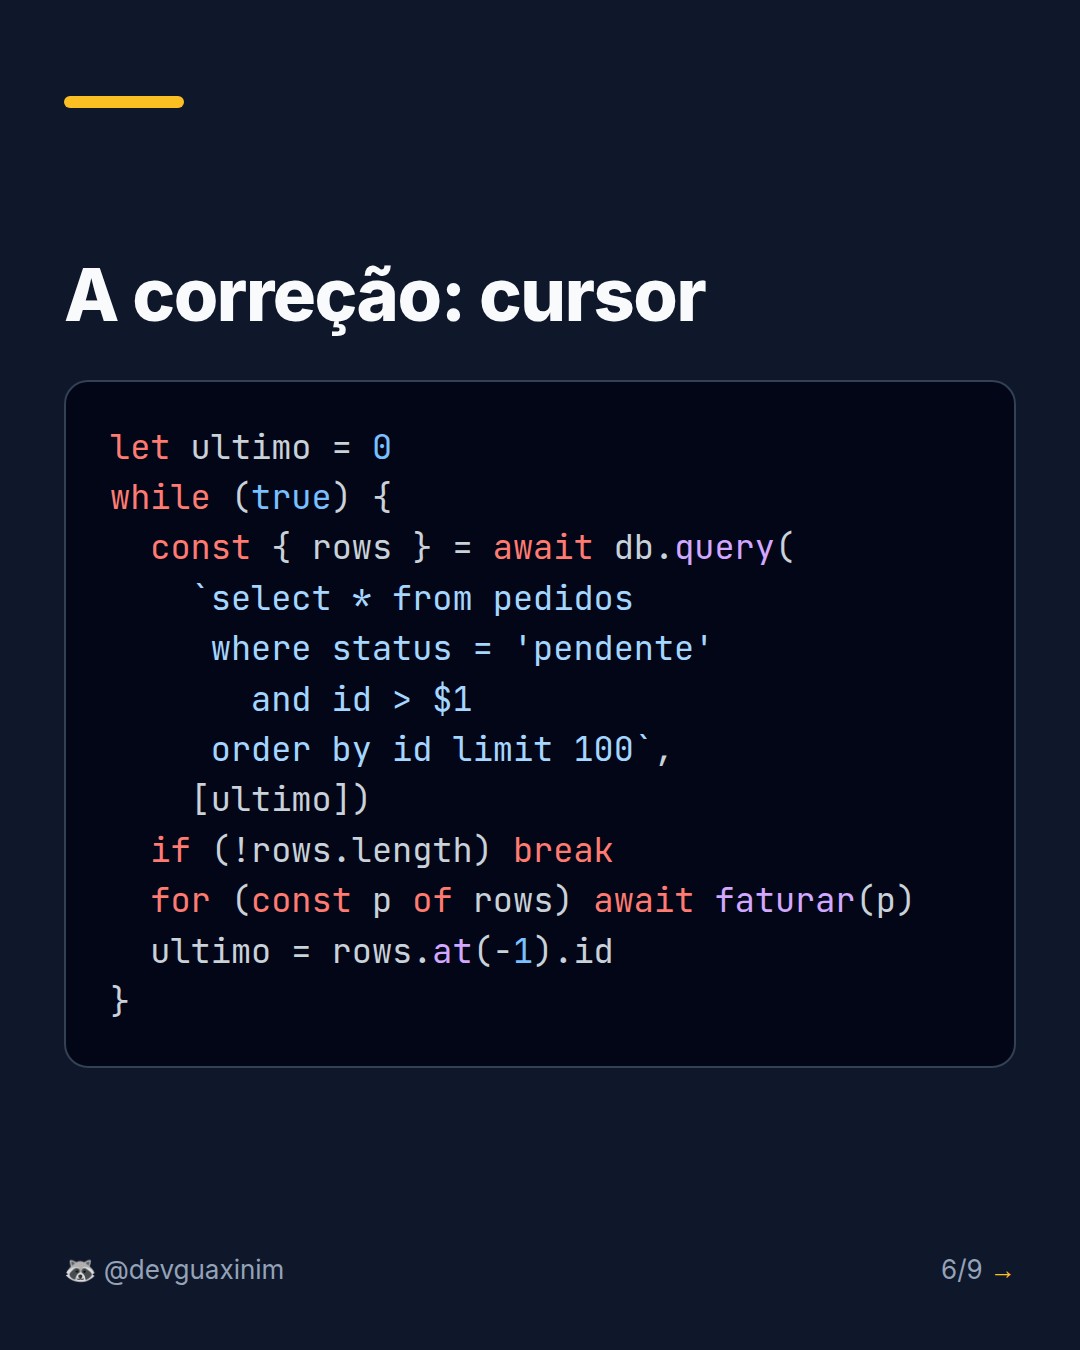 A correção: cursor
let ultimo = 0
while (true) {
  const { rows } = await db.query(
    `select * from pedidos
     where status = 'pendente'
       and id > $1
     order by id limit 100`,
    [ultimo])
  if (!rows.length) break
  for (const p of rows) await faturar(p)
  ultimo = rows.at(-1).id
}
🦝 @devguaxinim
6/9 →